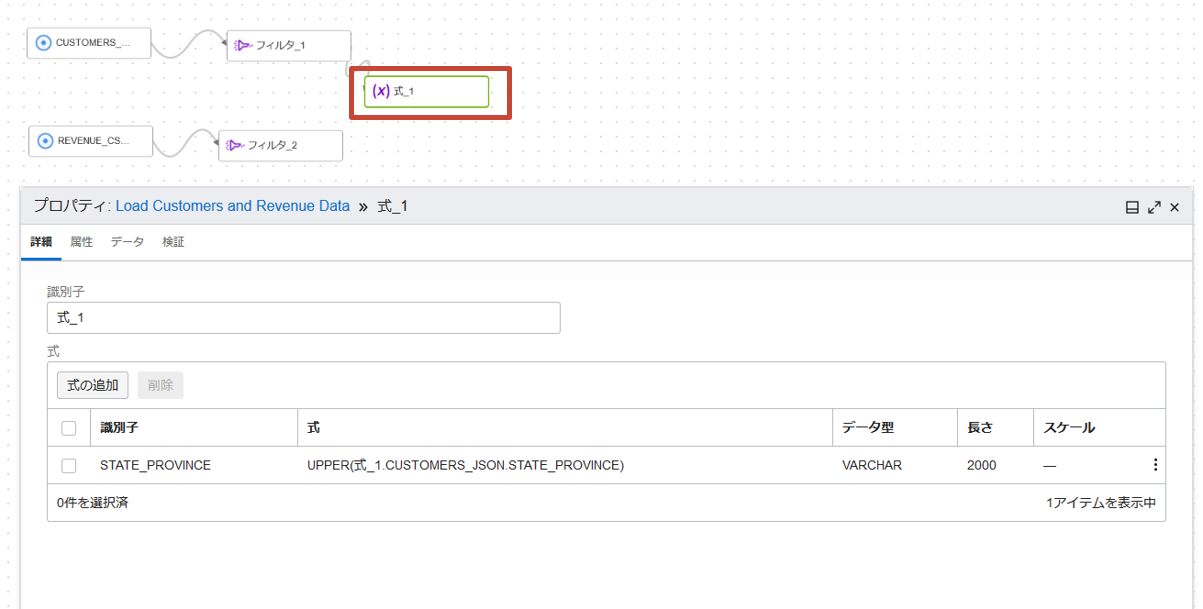 CUSTOMERS_...
フィルタ_1
(x) 式_1
REVENUE_CS...
フィルタ_2
プロパティ: Load Customers and Revenue Data » 式_1
詳細 属性 データ 検証
識別子
式_1
式
式の追加 削除
識別子 式 データ型 長さ スケール
STATE_PROVINCE UPPER(式_1.CUSTOMERS_JSON.STATE_PROVINCE) VARCHAR 2000 —
0件を選択済 1アイテムを表示中